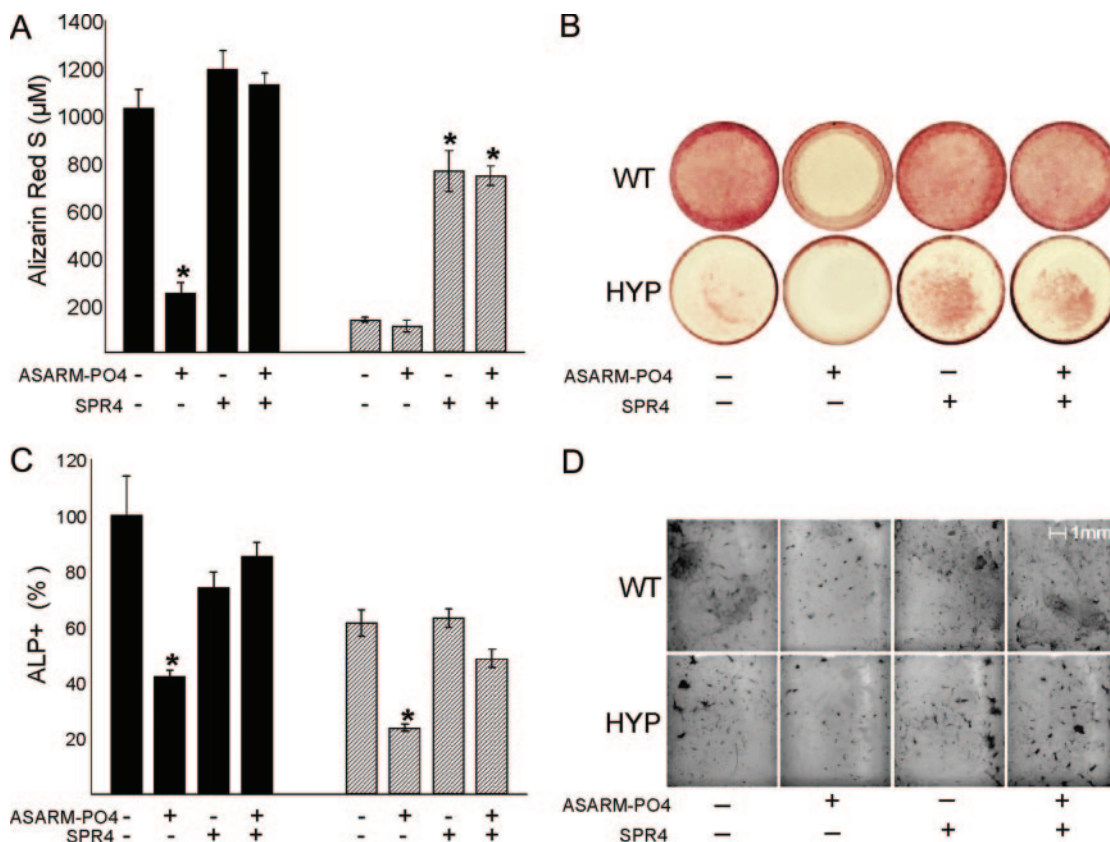 A
Alizarin Red S (µM)
1400
1200
1000
800
600
400
200
*
* *
ASARM-PO4 - + - + - + - +
SPR4 - - + + - - + +
B
WT
HYP
ASARM-PO4 − + − +
SPR4 − − + +
C
ALP+ (%)
120
100
80
60
40
20
*
*
ASARM-PO4 - + - + - + - +
SPR4 - - + + - - + +
D
1mm
WT
HYP
ASARM-PO4 − + − +
SPR4 − − + +